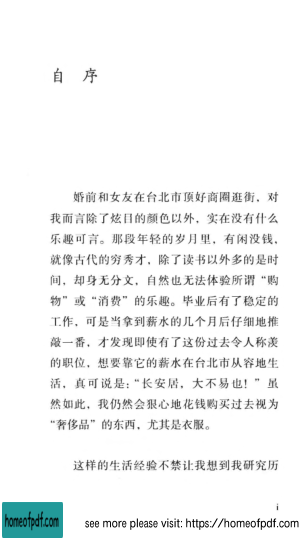 自 序
婚前和女友在台北市顶好商圈逛街，对
我而言除了炫目的颜色以外，实在没有什么
乐趣可言。那段年轻的岁月里，有闲没钱，
就像古代的穷秀才，除了读书以外多的是时
间，却身无分文，自然也无法体验所谓“购
物”或“消费”的乐趣。毕业后有了稳定的
工作，可是当拿到薪水的几个月后仔细地推
敲一番，才发现即使有了这份过去令人称羡
的职位，想要靠它的薪水在台北市从容地生
活，真可说是：“长安居，大不易也！”虽
然如此，我仍然会狠心地花钱购买过去视为
“奢侈品”的东西，尤其是衣服。
这样的生活经验不禁让我想到我研究历
i
homeofpdf.com
see more please visit: https://homeofpdf.com